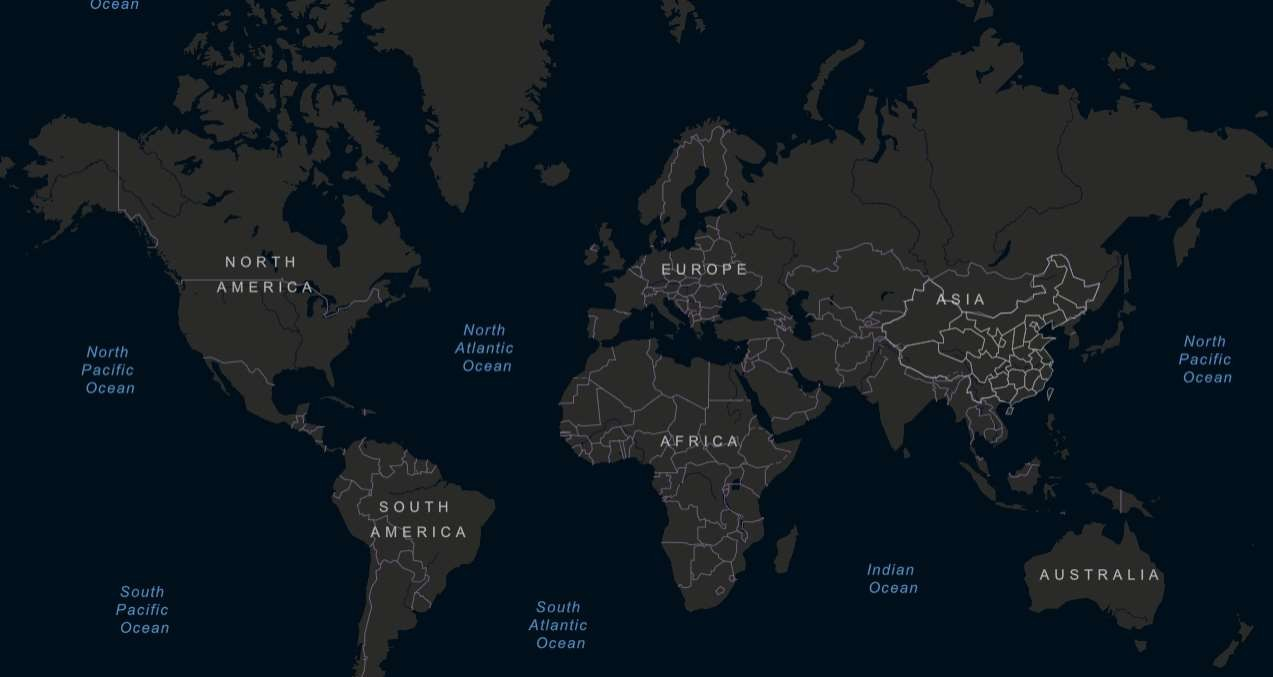 Ocean
NORTH
AMERICA
EUROPE
ASIA
North
Atlantic
Ocean
North
Pacific
Ocean
North
Pacific
Ocean
AFRICA
SOUTH
AMERICA
Indian
Ocean
AUSTRALIA
South
Pacific
Ocean
South
Atlantic
Ocean